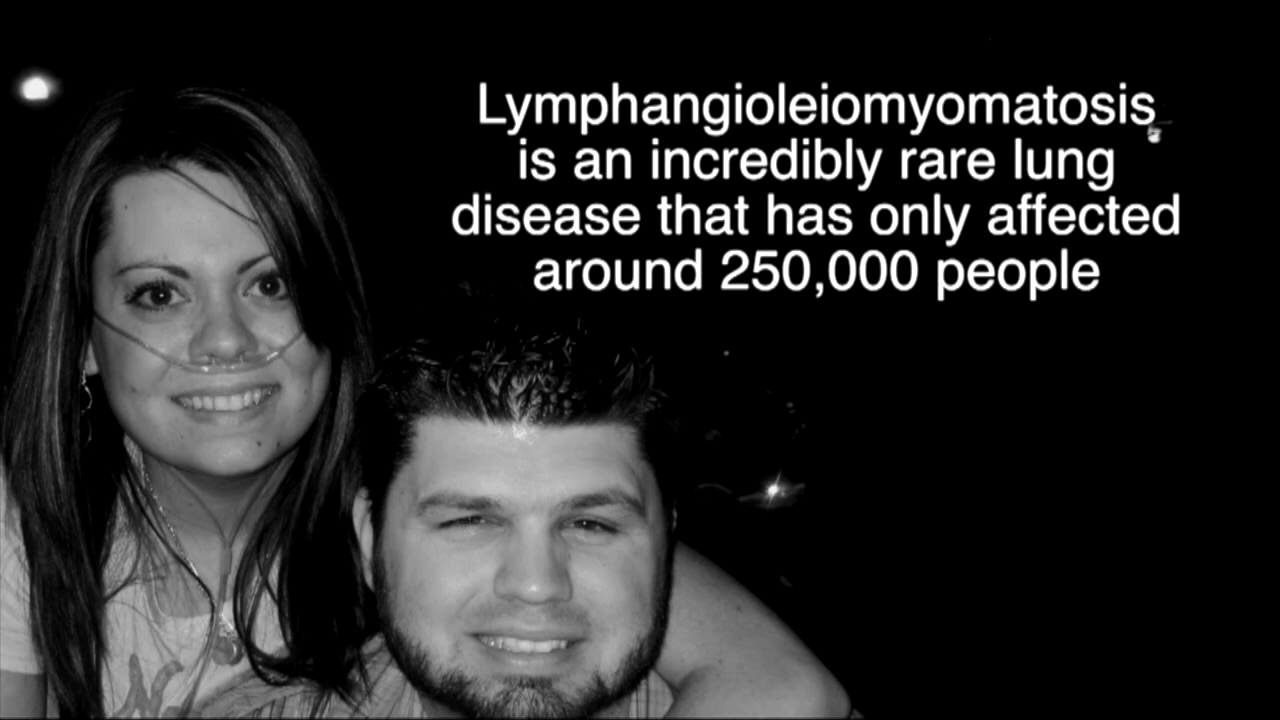 Lymphangioleiomyomatosis
is an incredibly rare lung
disease that has only affected
around 250,000 people